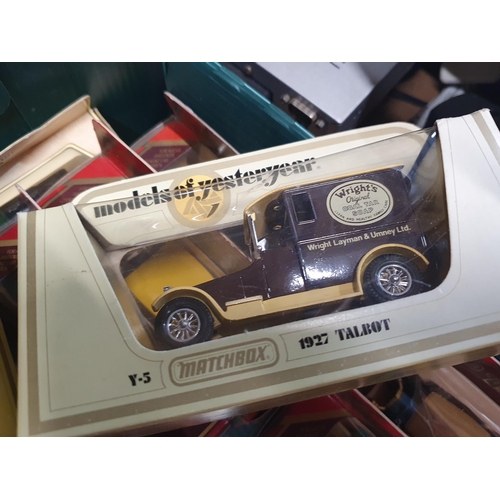 models of yesteryear
Wright's
Original
COAL TAR
SOAP
Wright Layman & Umney Ltd.
Y-5
MATCHBOX
1927 TALBOT